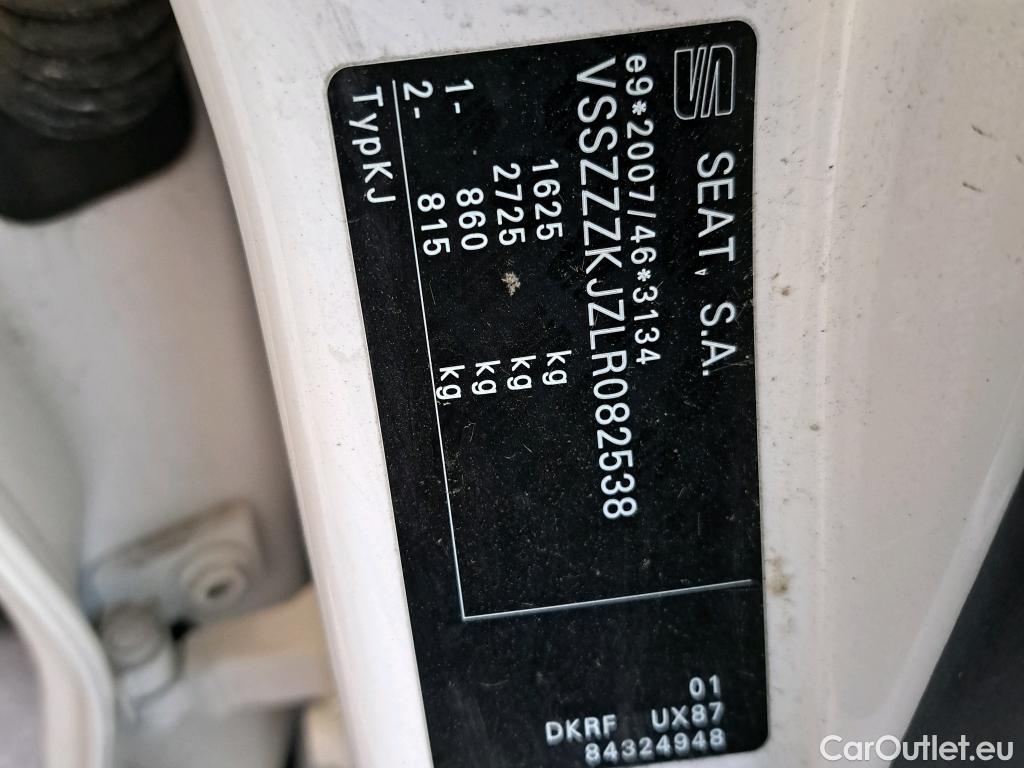 SEAT, S.A.
e9*2007/46*3134
VSSZZZKJZLR082538
1625 kg
2725 kg
1- 860 kg
2- 815 kg
TypKJ
01
DKRF UX87
84324948
CarOutlet.eu